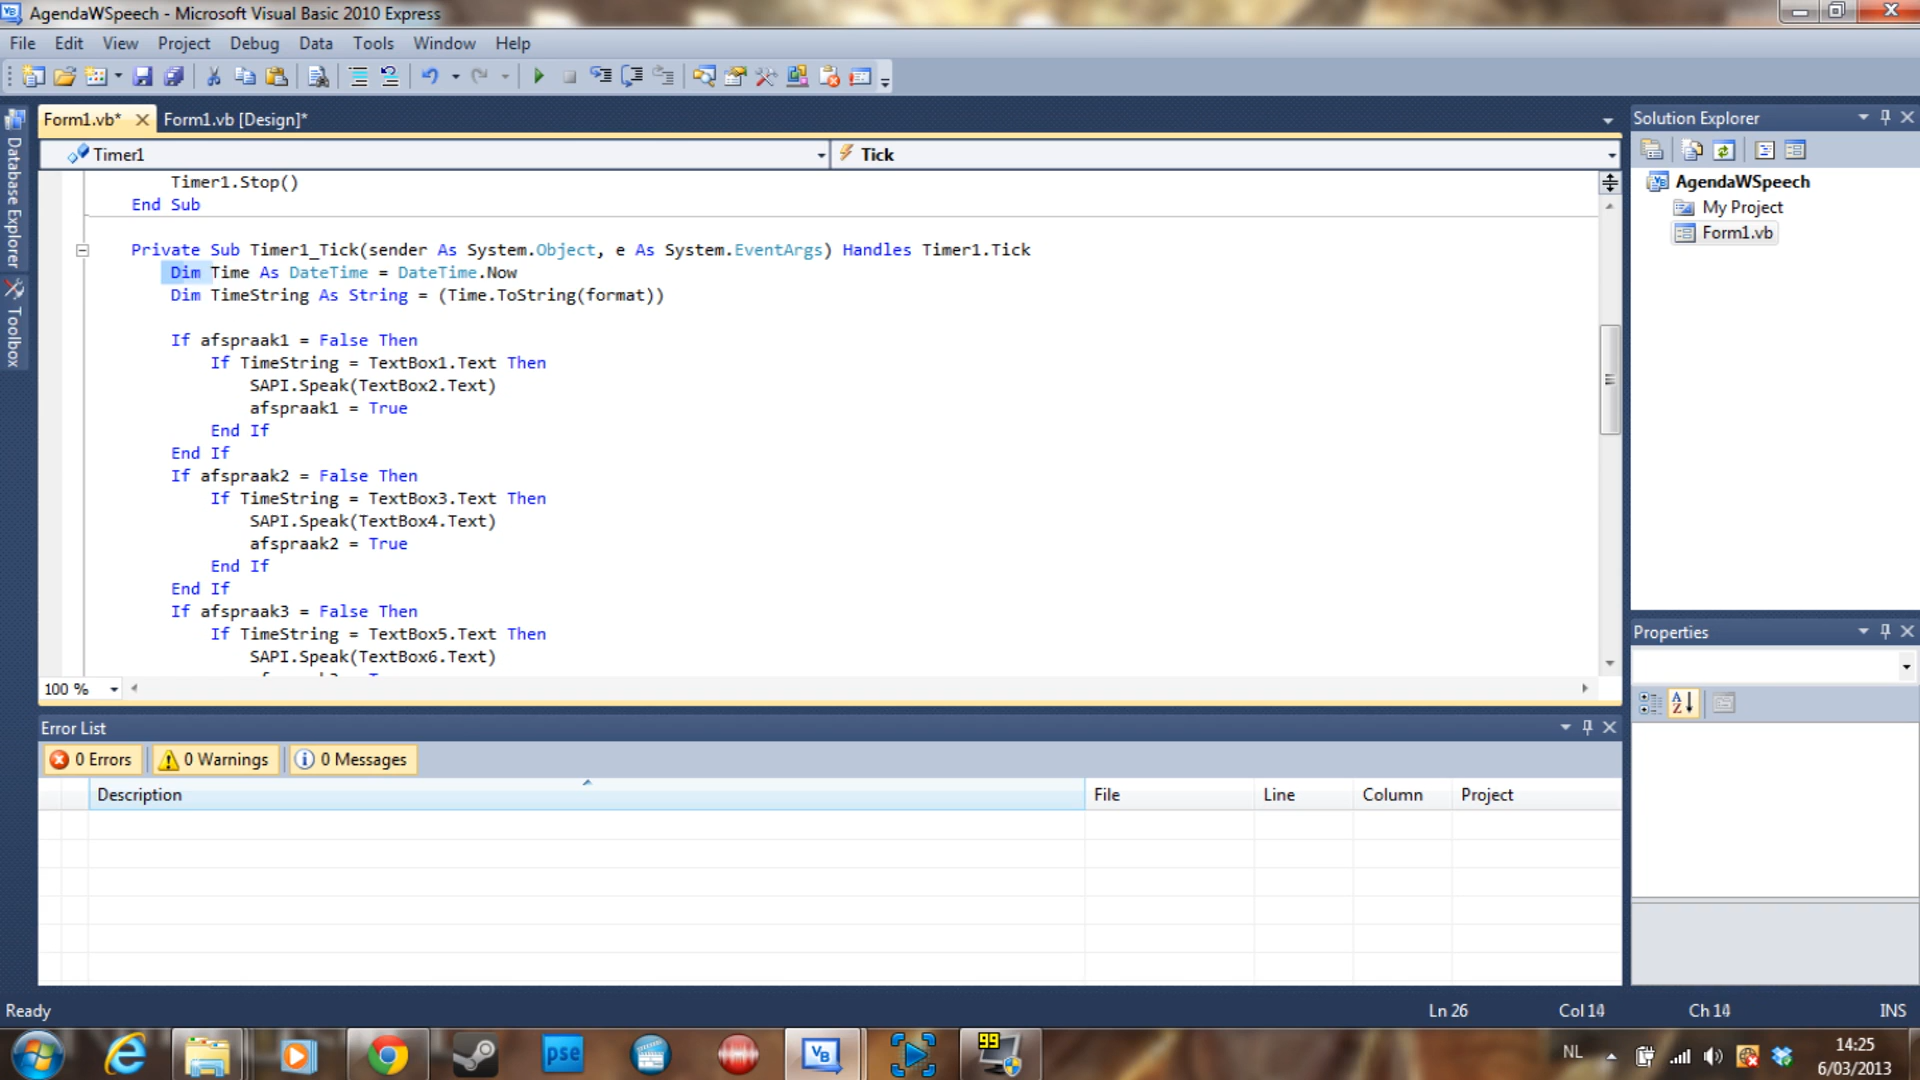 AgendaWSpeech - Microsoft Visual Basic 2010 Express
File Edit View Project Debug Data Tools Window Help
Form1.vb* Form1.vb [Design]*
Timer1 Tick
Timer1.Stop()
End Sub
Private Sub Timer1_Tick(sender As System.Object, e As System.EventArgs) Handles Timer1.Tick
Dim Time As DateTime = DateTime.Now
Dim TimeString As String = (Time.ToString(format))
If afspraak1 = False Then
If TimeString = TextBox1.Text Then
SAPI.Speak(TextBox2.Text)
afspraak1 = True
End If
End If
If afspraak2 = False Then
If TimeString = TextBox3.Text Then
SAPI.Speak(TextBox4.Text)
afspraak2 = True
End If
End If
If afspraak3 = False Then
If TimeString = TextBox5.Text Then
SAPI.Speak(TextBox6.Text)
100 %
Database Explorer
Toolbox
Solution Explorer
AgendaWSpeech
My Project
Form1.vb
Properties
Error List
0 Errors 0 Warnings 0 Messages
Description File Line Column Project
Ready Ln 26 Col 14 Ch 14 INS
pse VB 99 NL 14:25
6/03/2013